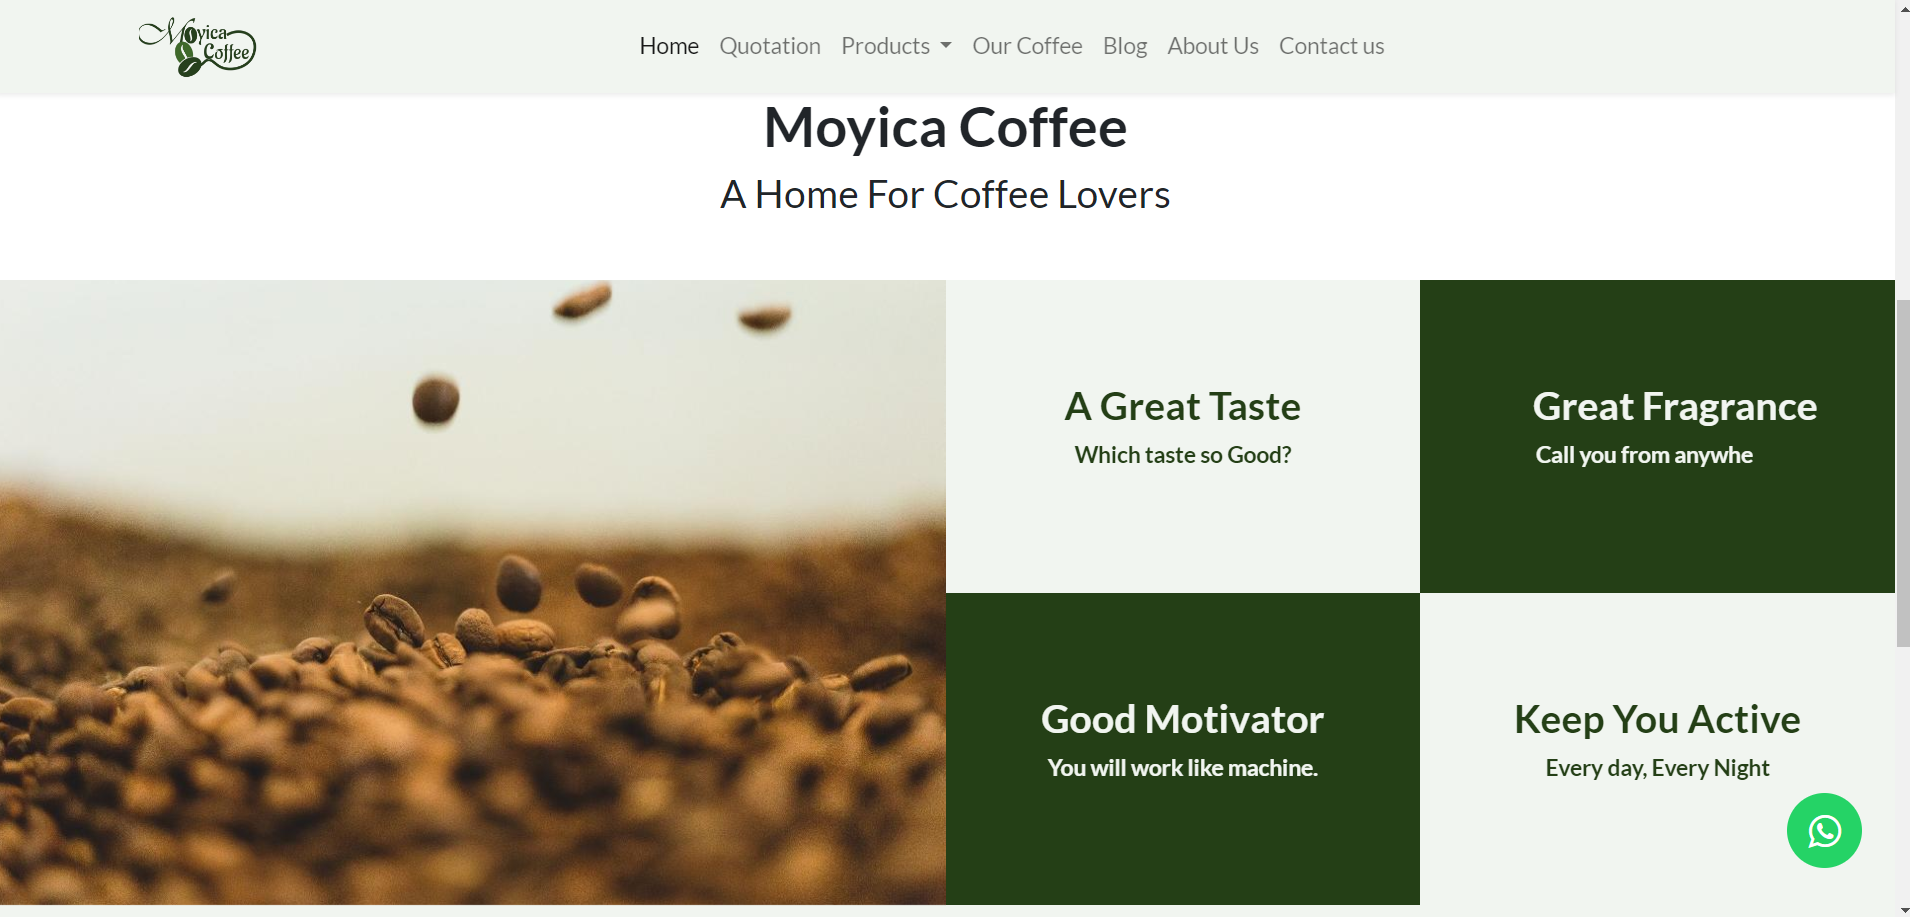 Moyica
Coffee
Home Quotation Products Our Coffee Blog About Us Contact us
Moyica Coffee
A Home For Coffee Lovers
A Great Taste
Which taste so Good?
Great Fragrance
Call you from anywhe
Good Motivator
You will work like machine.
Keep You Active
Every day, Every Night